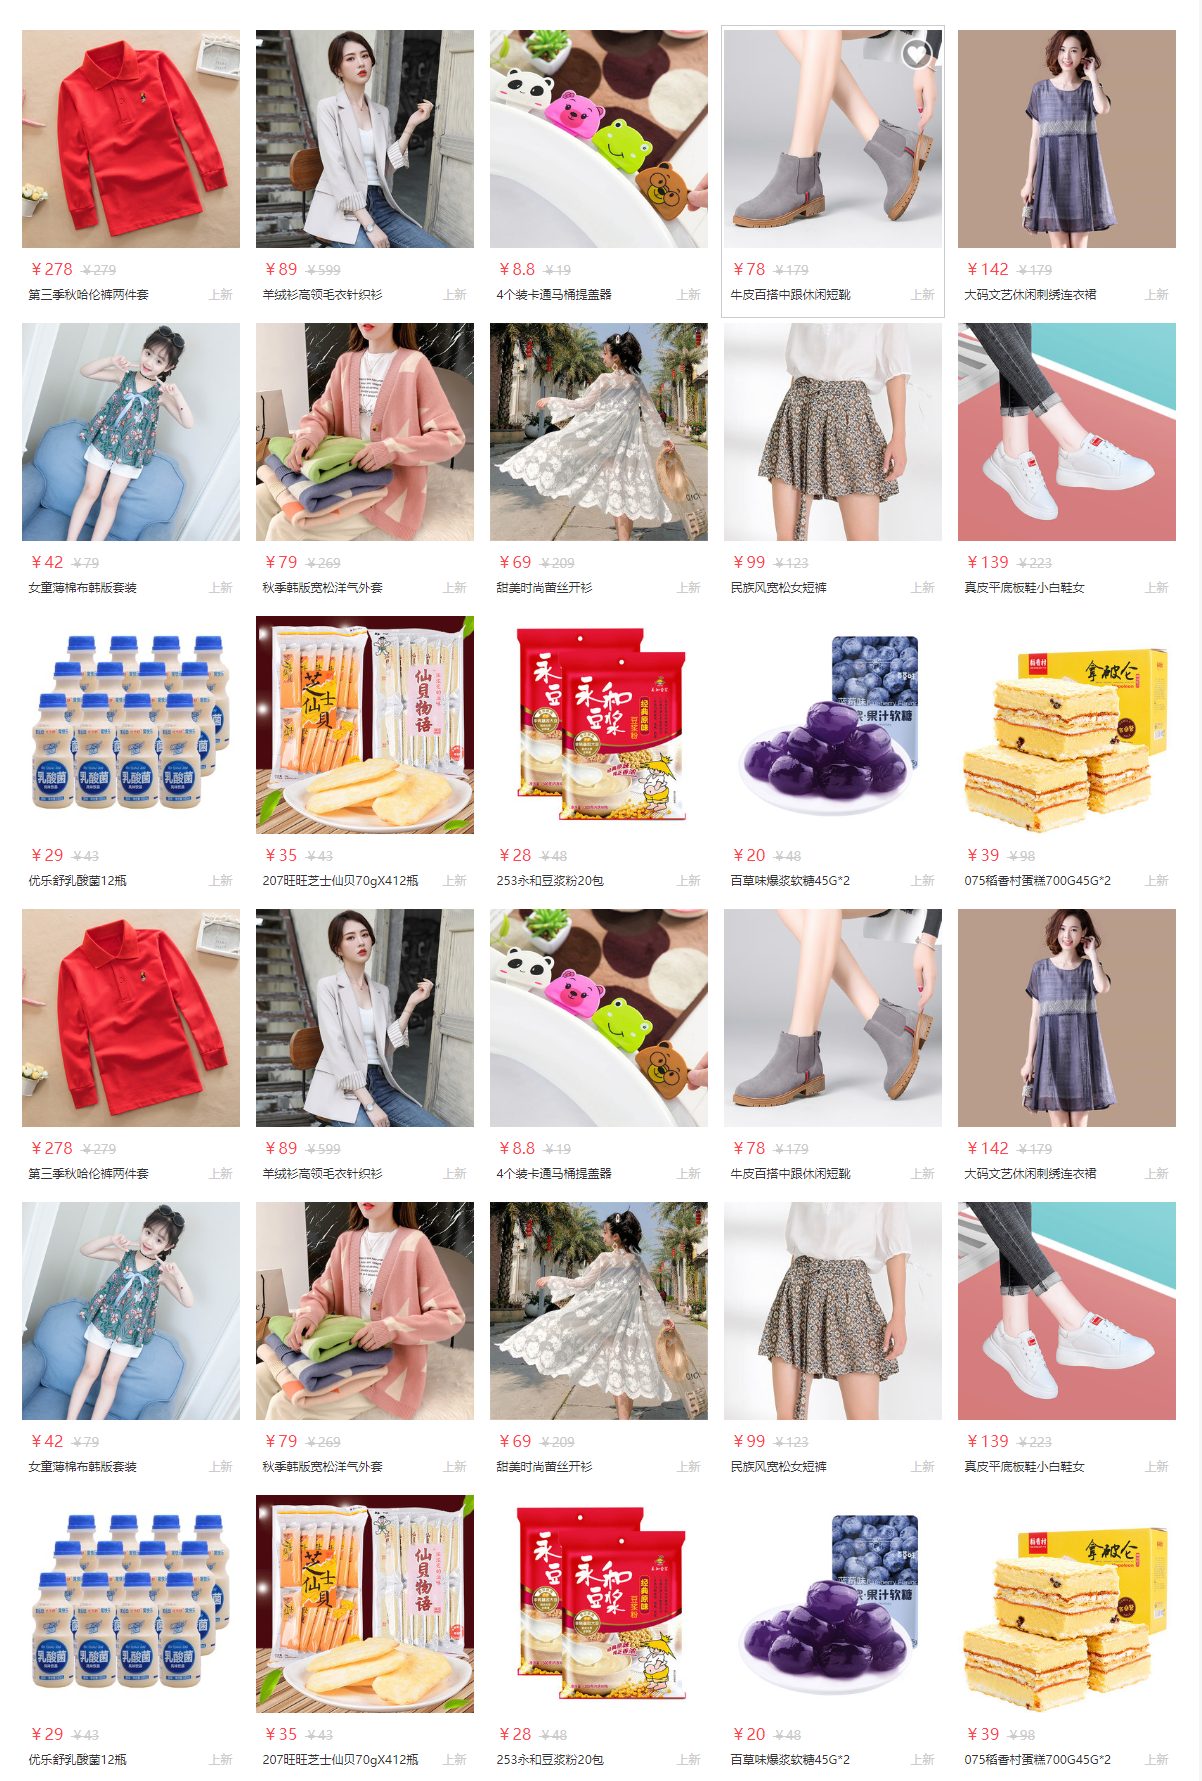 ￥278 ￥279
第三季秋哈伦裤两件套 上新
￥89 ￥599
羊绒衫高领毛衣针织衫 上新
￥8.8 ￥19
4个装卡通马桶提盖器 上新
￥78 ￥179
牛皮百搭中跟休闲短靴 上新
￥142 ￥179
大码文艺休闲刺绣连衣裙 上新
￥42 ￥79
女童薄棉布韩版套装 上新
￥79 ￥269
秋季韩版宽松洋气外套 上新
￥69 ￥209
甜美时尚蕾丝开衫 上新
￥99 ￥123
民族风宽松女短裤 上新
￥139 ￥223
真皮平底板鞋小白鞋女 上新
乳酸菌 乳酸菌 乳酸菌 乳酸菌
￥29 ￥43
优乐舒乳酸菌12瓶 上新
芝士仙贝
仙贝物语
￥35 ￥43
207旺旺芝士仙贝70gX412瓶 上新
永和豆浆
经典原味
豆浆粉
￥28 ￥48
253永和豆浆粉20包 上新
蓝莓味
果汁软糖
￥20 ￥48
百草味爆浆软糖45G*2 上新
稻香村
拿破仑
￥39 ￥98
075稻香村蛋糕700G45G*2 上新
￥278 ￥279
第三季秋哈伦裤两件套 上新
￥89 ￥599
羊绒衫高领毛衣针织衫 上新
￥8.8 ￥19
4个装卡通马桶提盖器 上新
￥78 ￥179
牛皮百搭中跟休闲短靴 上新
￥142 ￥179
大码文艺休闲刺绣连衣裙 上新
￥42 ￥79
女童薄棉布韩版套装 上新
￥79 ￥269
秋季韩版宽松洋气外套 上新
￥69 ￥209
甜美时尚蕾丝开衫 上新
￥99 ￥123
民族风宽松女短裤 上新
￥139 ￥223
真皮平底板鞋小白鞋女 上新
乳酸菌 乳酸菌 乳酸菌 乳酸菌
￥29 ￥43
优乐舒乳酸菌12瓶 上新
芝士仙贝
仙贝物语
￥35 ￥43
207旺旺芝士仙贝70gX412瓶 上新
永和豆浆
经典原味
豆浆粉
￥28 ￥48
253永和豆浆粉20包 上新
蓝莓味
果汁软糖
￥20 ￥48
百草味爆浆软糖45G*2 上新
稻香村
拿破仑
￥39 ￥98
075稻香村蛋糕700G45G*2 上新